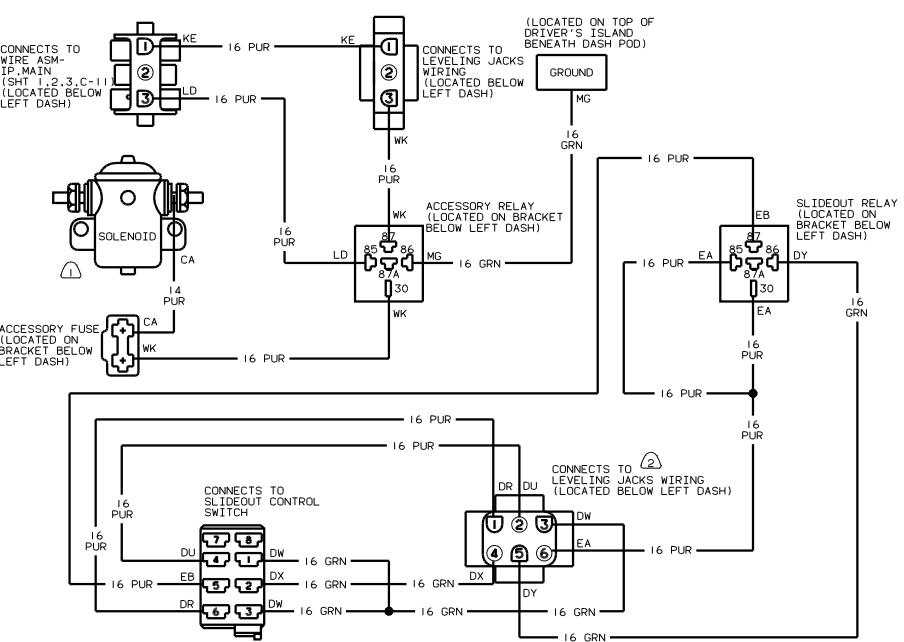 CONNECTS TO
WIRE ASM-
IP,MAIN
(SHT 1,2,3,C-11)
(LOCATED BELOW
LEFT DASH)
1
2
3
KE
16 PUR
KE
LD
16 PUR
1
2
3
CONNECTS TO
LEVELING JACKS
WIRING
(LOCATED BELOW
LEFT DASH)
(LOCATED ON TOP OF
DRIVER'S ISLAND
BENEATH DASH POD)
GROUND
MG
16
GRN
WK
16
PUR
WK
16 PUR
EB
SOLENOID
1
CA
14
PUR
16
PUR
ACCESSORY RELAY
(LOCATED ON BRACKET
BELOW LEFT DASH)
LD
87
85
86
87A
30
MG
16 GRN
WK
SLIDEOUT RELAY
(LOCATED ON
BRACKET BELOW
LEFT DASH)
16 PUR
EA
87
85
86
87A
30
DY
EA
16
GRN
16
PUR
ACCESSORY FUSE
(LOCATED ON
BRACKET BELOW
LEFT DASH)
CA
WK
16 PUR
16 PUR
16
PUR
16 PUR
16 PUR
CONNECTS TO
LEVELING JACKS WIRING
(LOCATED BELOW LEFT DASH)
2
CONNECTS TO
SLIDEOUT CONTROL
SWITCH
16
PUR
16
PUR
DR
DU
1
2
3
4
5
6
DW
EA
16 PUR
DX
DY
7
8
4
1
5
2
6
3
DU
DW
16 GRN
16 PUR
EB
DX
16 GRN
16 GRN
DR
DW
16 GRN
16 GRN
16 GRN
16 GRN